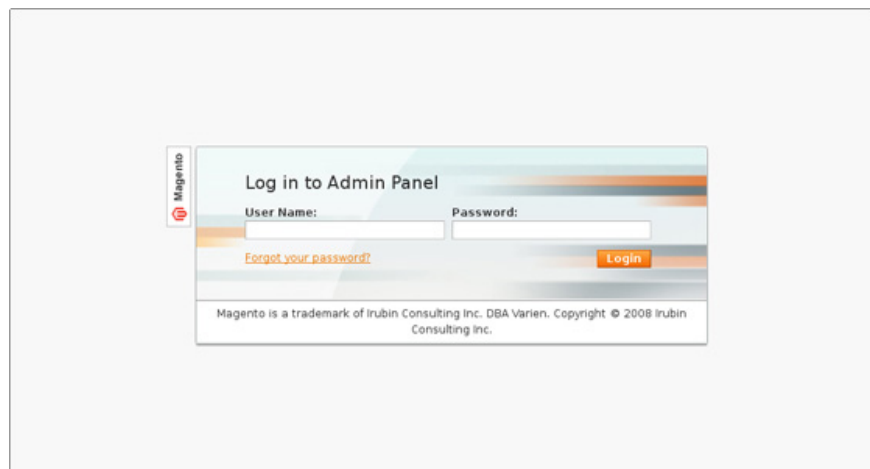 Magento
Log in to Admin Panel
User Name: Password:
Forgot your password? Login
Magento is a trademark of Irubin Consulting Inc. DBA Varien. Copyright © 2008 Irubin
Consulting Inc.